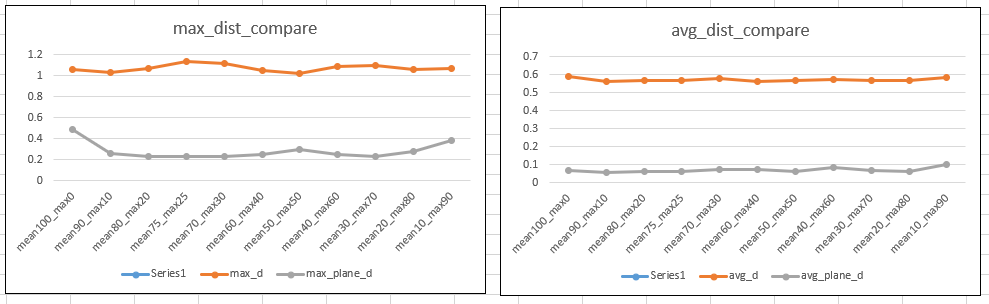 max_dist_compare
1.2
1
0.8
0.6
0.4
0.2
0
mean100_max0
mean90_max10
mean80_max20
mean75_max25
mean70_max30
mean60_max40
mean50_max50
mean40_max60
mean30_max70
mean20_max80
mean10_max90
Series1 max_d max_plane_d
avg_dist_compare
0.7
0.6
0.5
0.4
0.3
0.2
0.1
0
mean100_max0
mean90_max10
mean80_max20
mean75_max25
mean70_max30
mean60_max40
mean50_max50
mean40_max60
mean30_max70
mean20_max80
mean10_max90
Series1 avg_d avg_plane_d